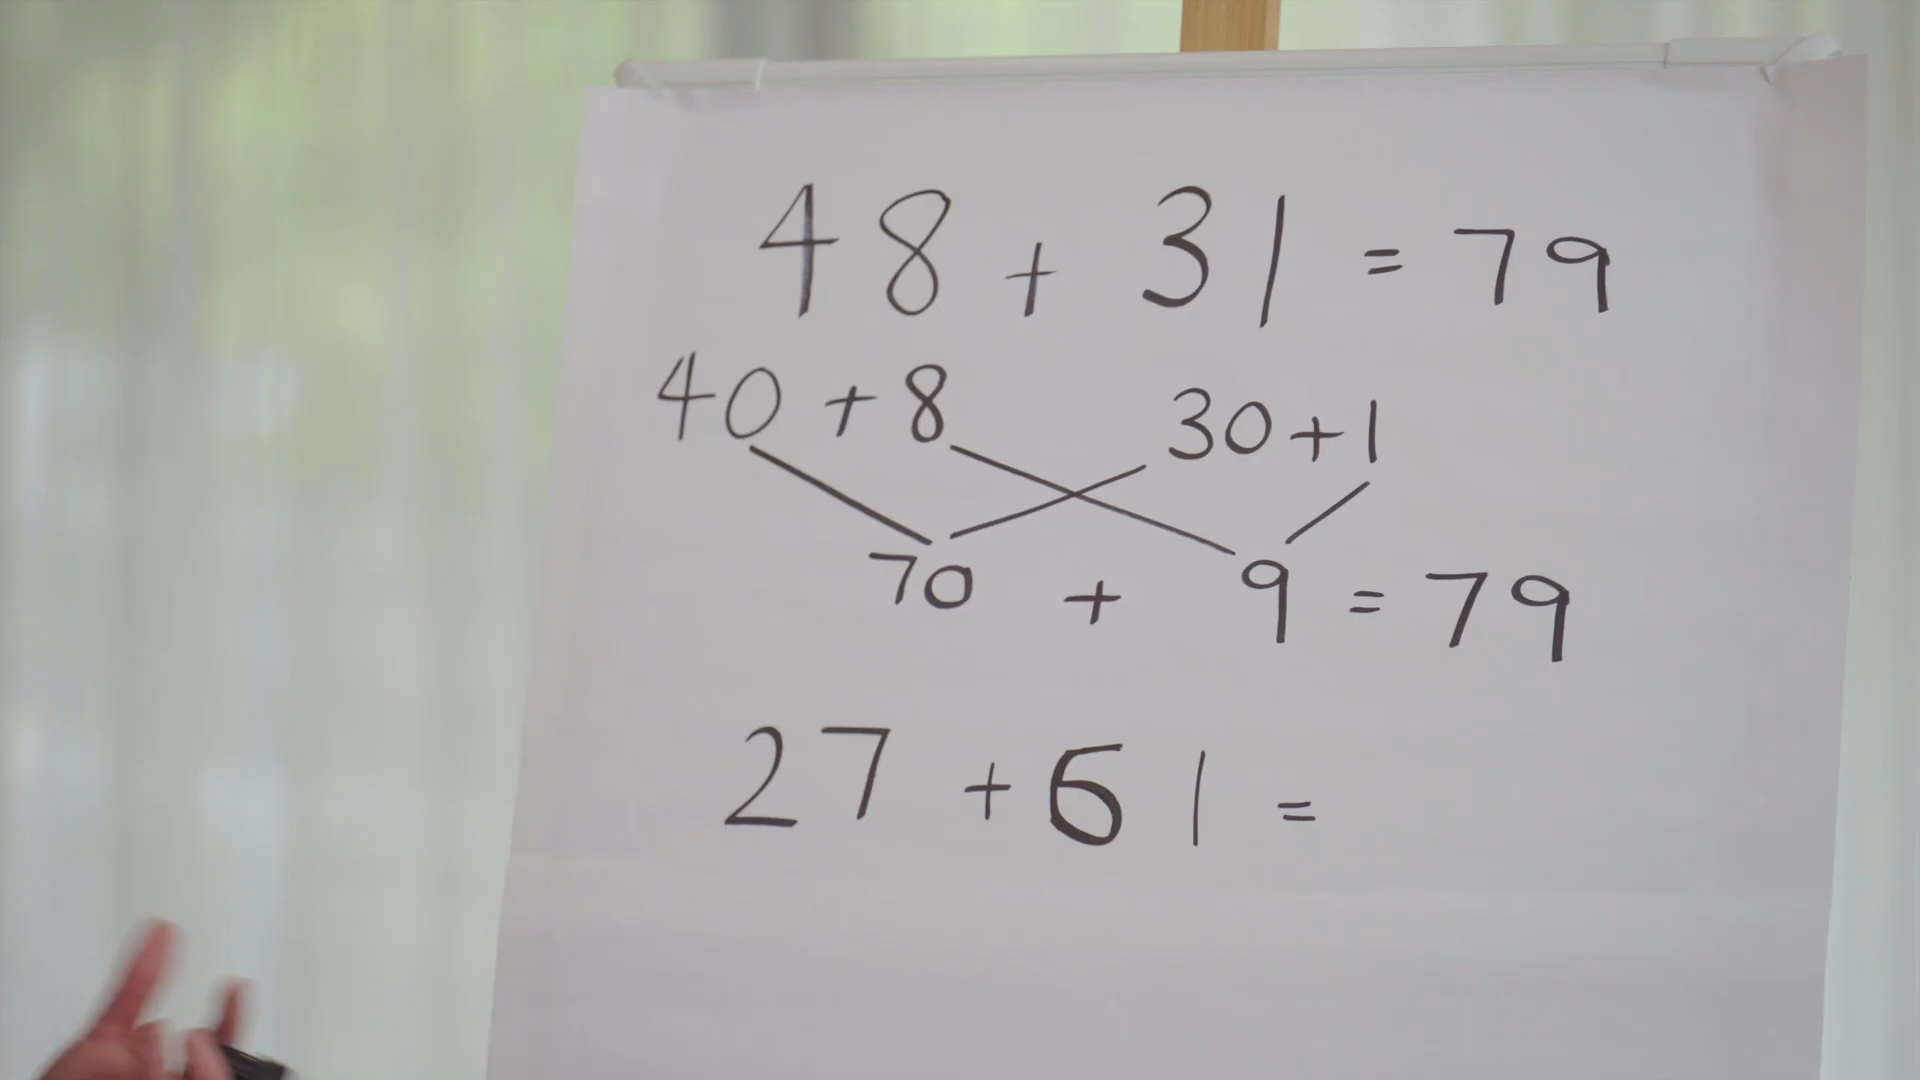 48 + 31 = 79
40 + 8 30 + 1
70 + 9 = 79
27 + 61 =